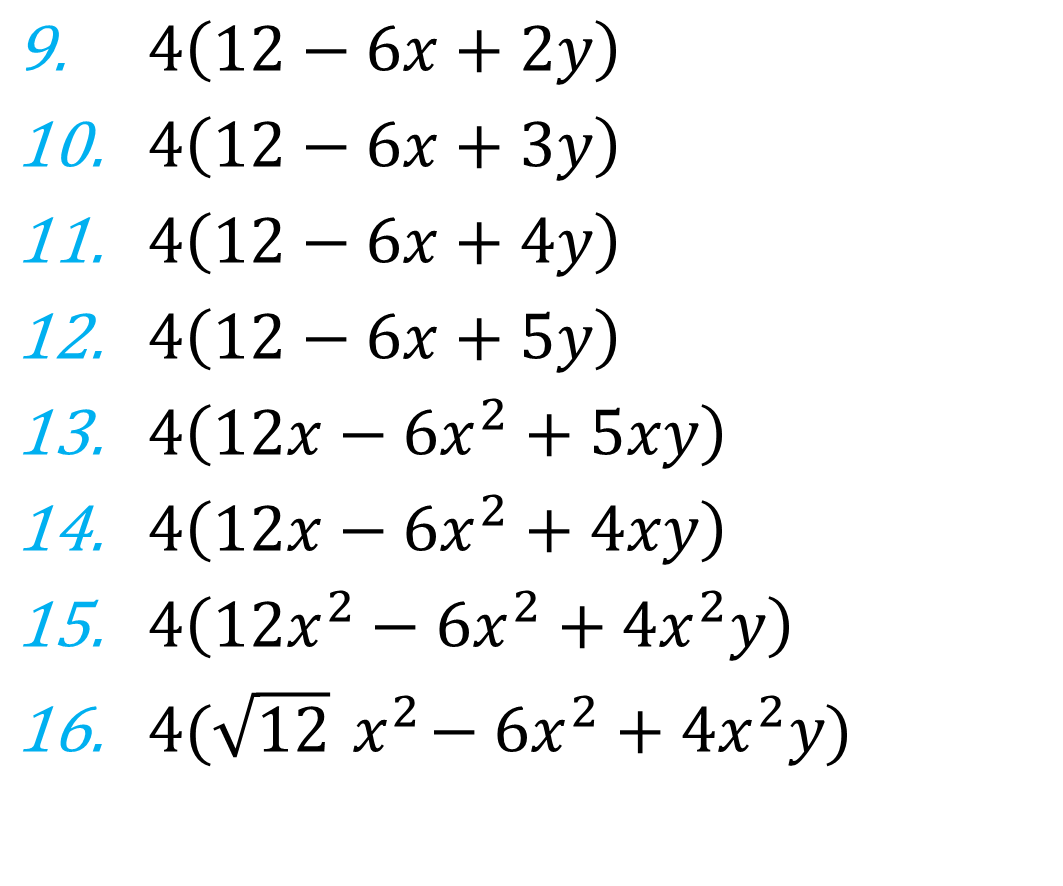 9. 4(12 − 6x + 2y)
10. 4(12 − 6x + 3y)
11. 4(12 − 6x + 4y)
12. 4(12 − 6x + 5y)
13. 4(12x − 6x² + 5xy)
14. 4(12x − 6x² + 4xy)
15. 4(12x² − 6x² + 4x²y)
16. 4(√12 x² − 6x² + 4x²y)